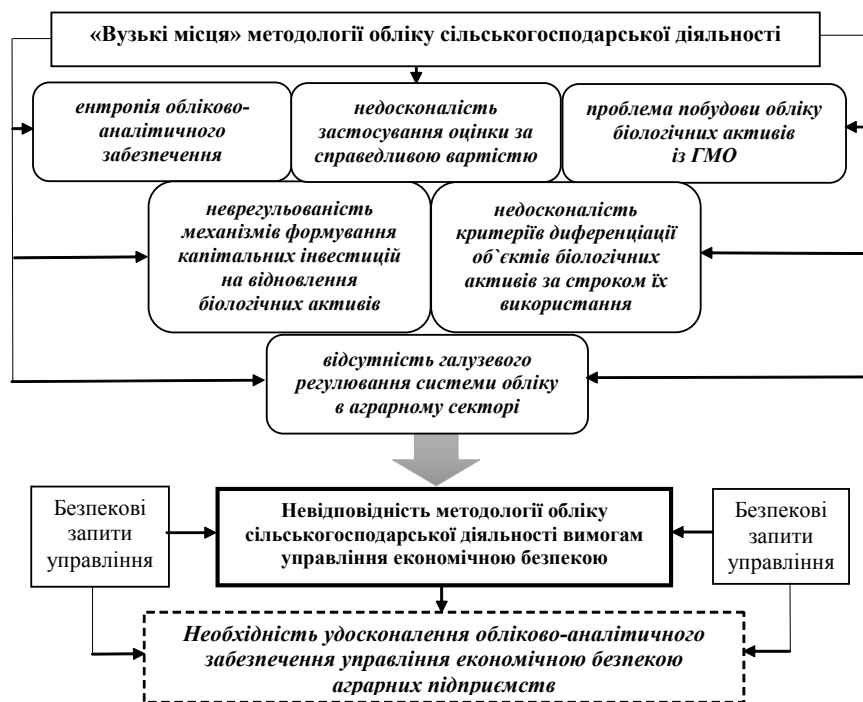 «Вузькі місця» методології обліку сільськогосподарської діяльності
ентропія обліково-
аналітичного
забезпечення
недосконалість
застосування оцінки за
справедливою вартістю
проблема побудови обліку
біологічних активів
із ГМО
неврегульованість
механізмів формування
капітальних інвестицій
на відновлення
біологічних активів
недосконалість
критеріїв диференціації
об`єктів біологічних
активів за строком їх
використання
відсутність галузевого
регулювання системи обліку
в аграрному секторі
Безпекові
запити
управління
Невідповідність методології обліку
сільськогосподарської діяльності вимогам
управління економічною безпекою
Безпекові
запити
управління
Необхідність удосконалення обліково-аналітичного
забезпечення управління економічною безпекою
аграрних підприємств